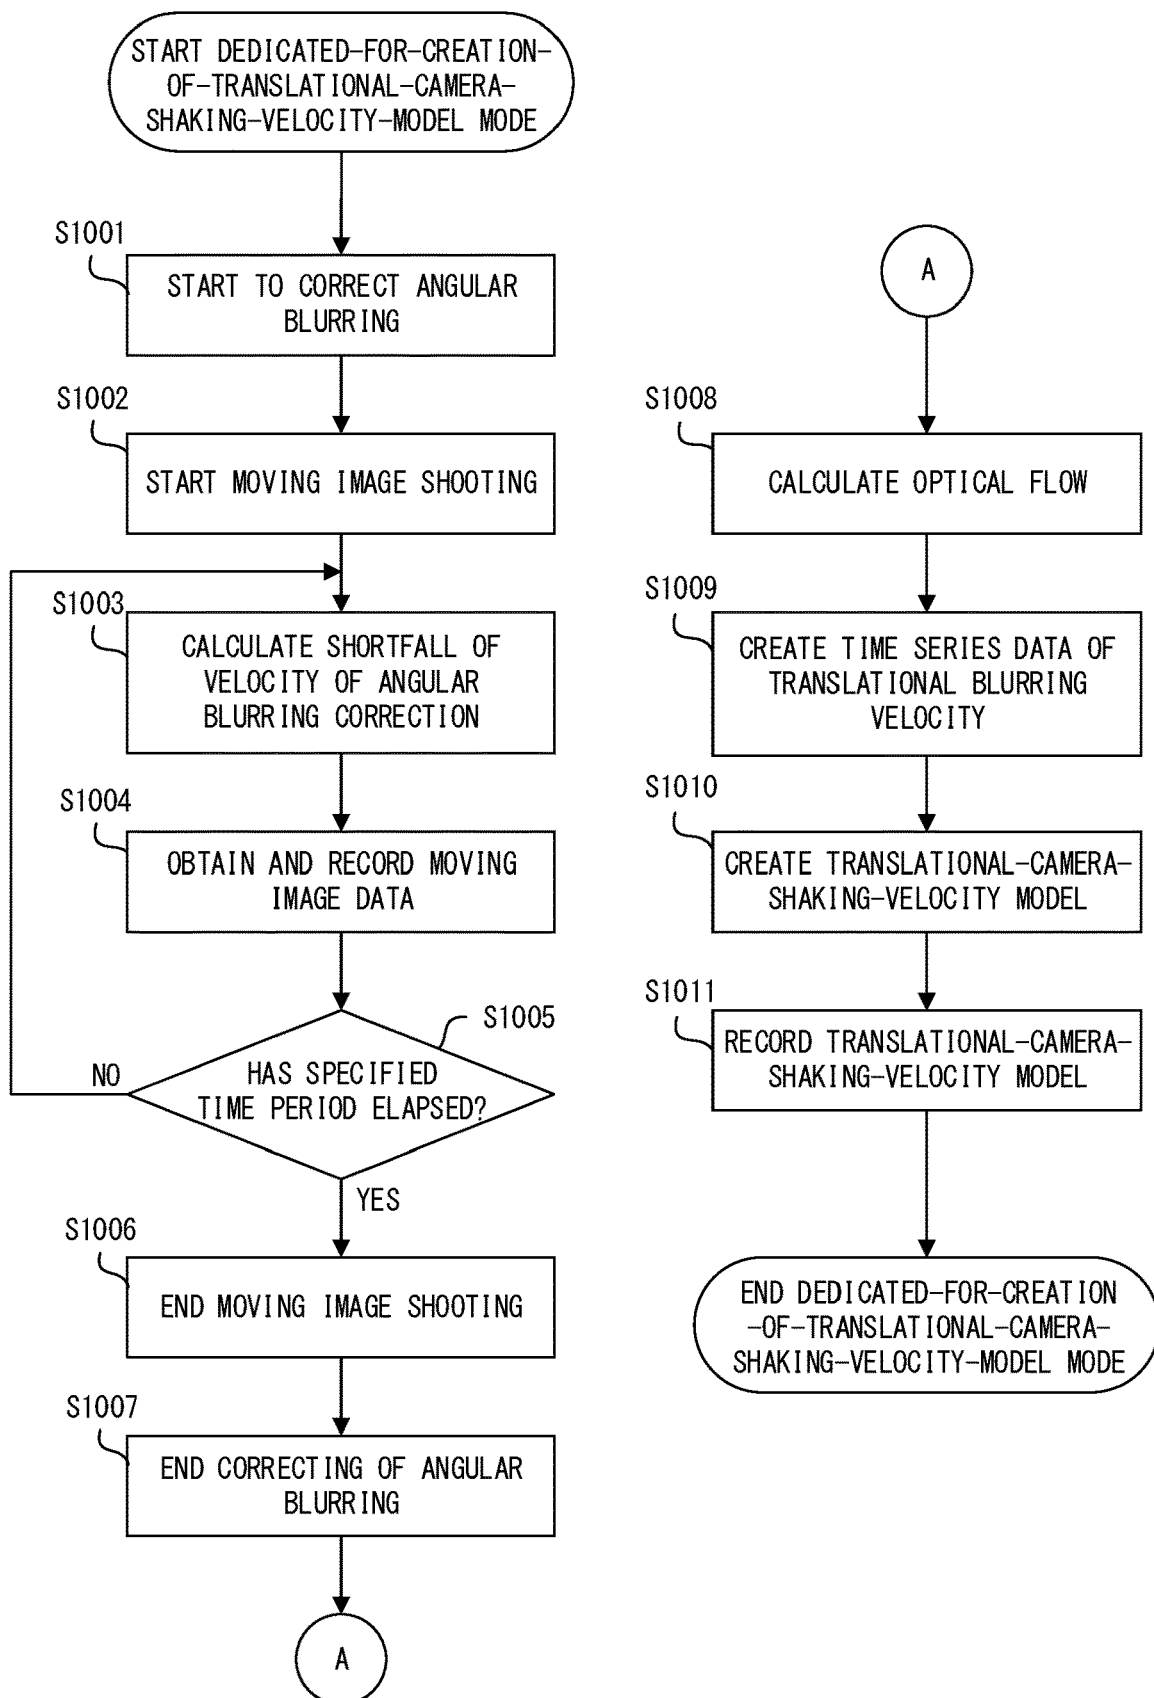 START DEDICATED-FOR-CREATION-
OF-TRANSLATIONAL-CAMERA-
SHAKING-VELOCITY-MODEL MODE
S1001
START TO CORRECT ANGULAR
BLURRING
S1002
START MOVING IMAGE SHOOTING
S1003
CALCULATE SHORTFALL OF
VELOCITY OF ANGULAR
BLURRING CORRECTION
S1004
OBTAIN AND RECORD MOVING
IMAGE DATA
S1005
HAS SPECIFIED
TIME PERIOD ELAPSED?
NO
YES
S1006
END MOVING IMAGE SHOOTING
S1007
END CORRECTING OF ANGULAR
BLURRING
A
A
S1008
CALCULATE OPTICAL FLOW
S1009
CREATE TIME SERIES DATA OF
TRANSLATIONAL BLURRING
VELOCITY
S1010
CREATE TRANSLATIONAL-CAMERA-
SHAKING-VELOCITY MODEL
S1011
RECORD TRANSLATIONAL-CAMERA-
SHAKING-VELOCITY MODEL
END DEDICATED-FOR-CREATION
-OF-TRANSLATIONAL-CAMERA-
SHAKING-VELOCITY-MODEL MODE